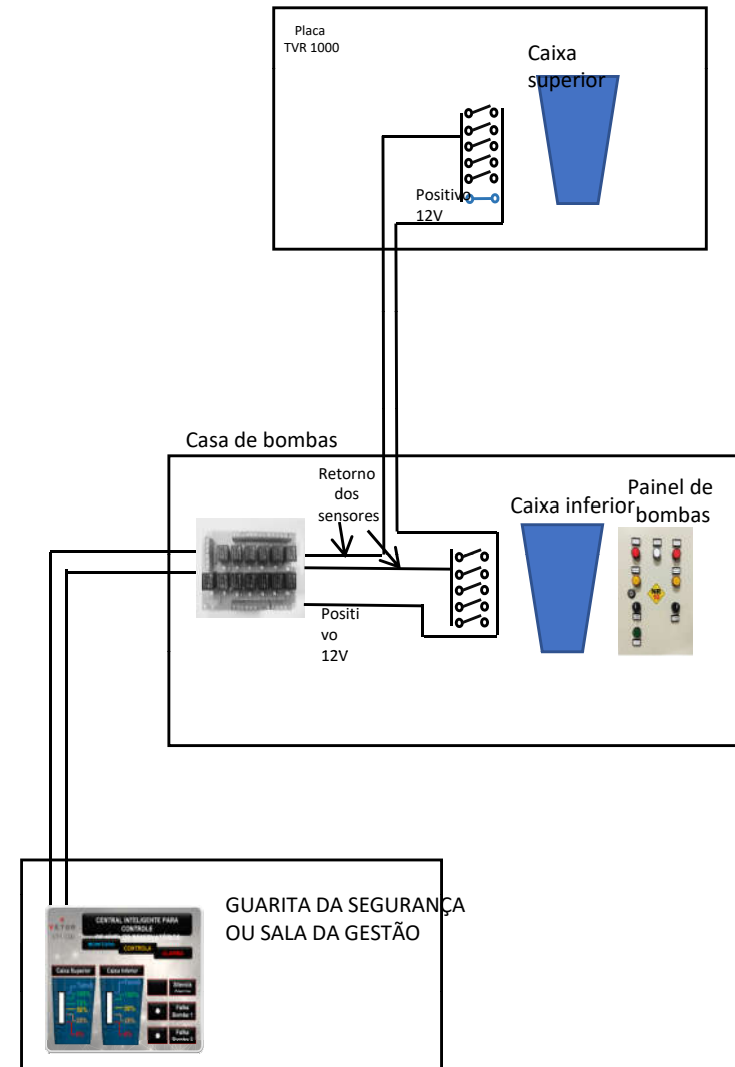 Placa
TVR 1000
Caixa
superior
Positivo
12V
Casa de bombas
Retorno
dos
sensores
Caixa inferior
Painel de
bombas
Positi
vo
12V
GUARITA DA SEGURANÇA
OU SALA DA GESTÃO
VETOR
CENTRAL INTELIGENTE PARA
CONTROLE
CONTROLA
Caixa Superior
Caixa Inferior
Falha
Bomba 1
Falha
Bomba 2